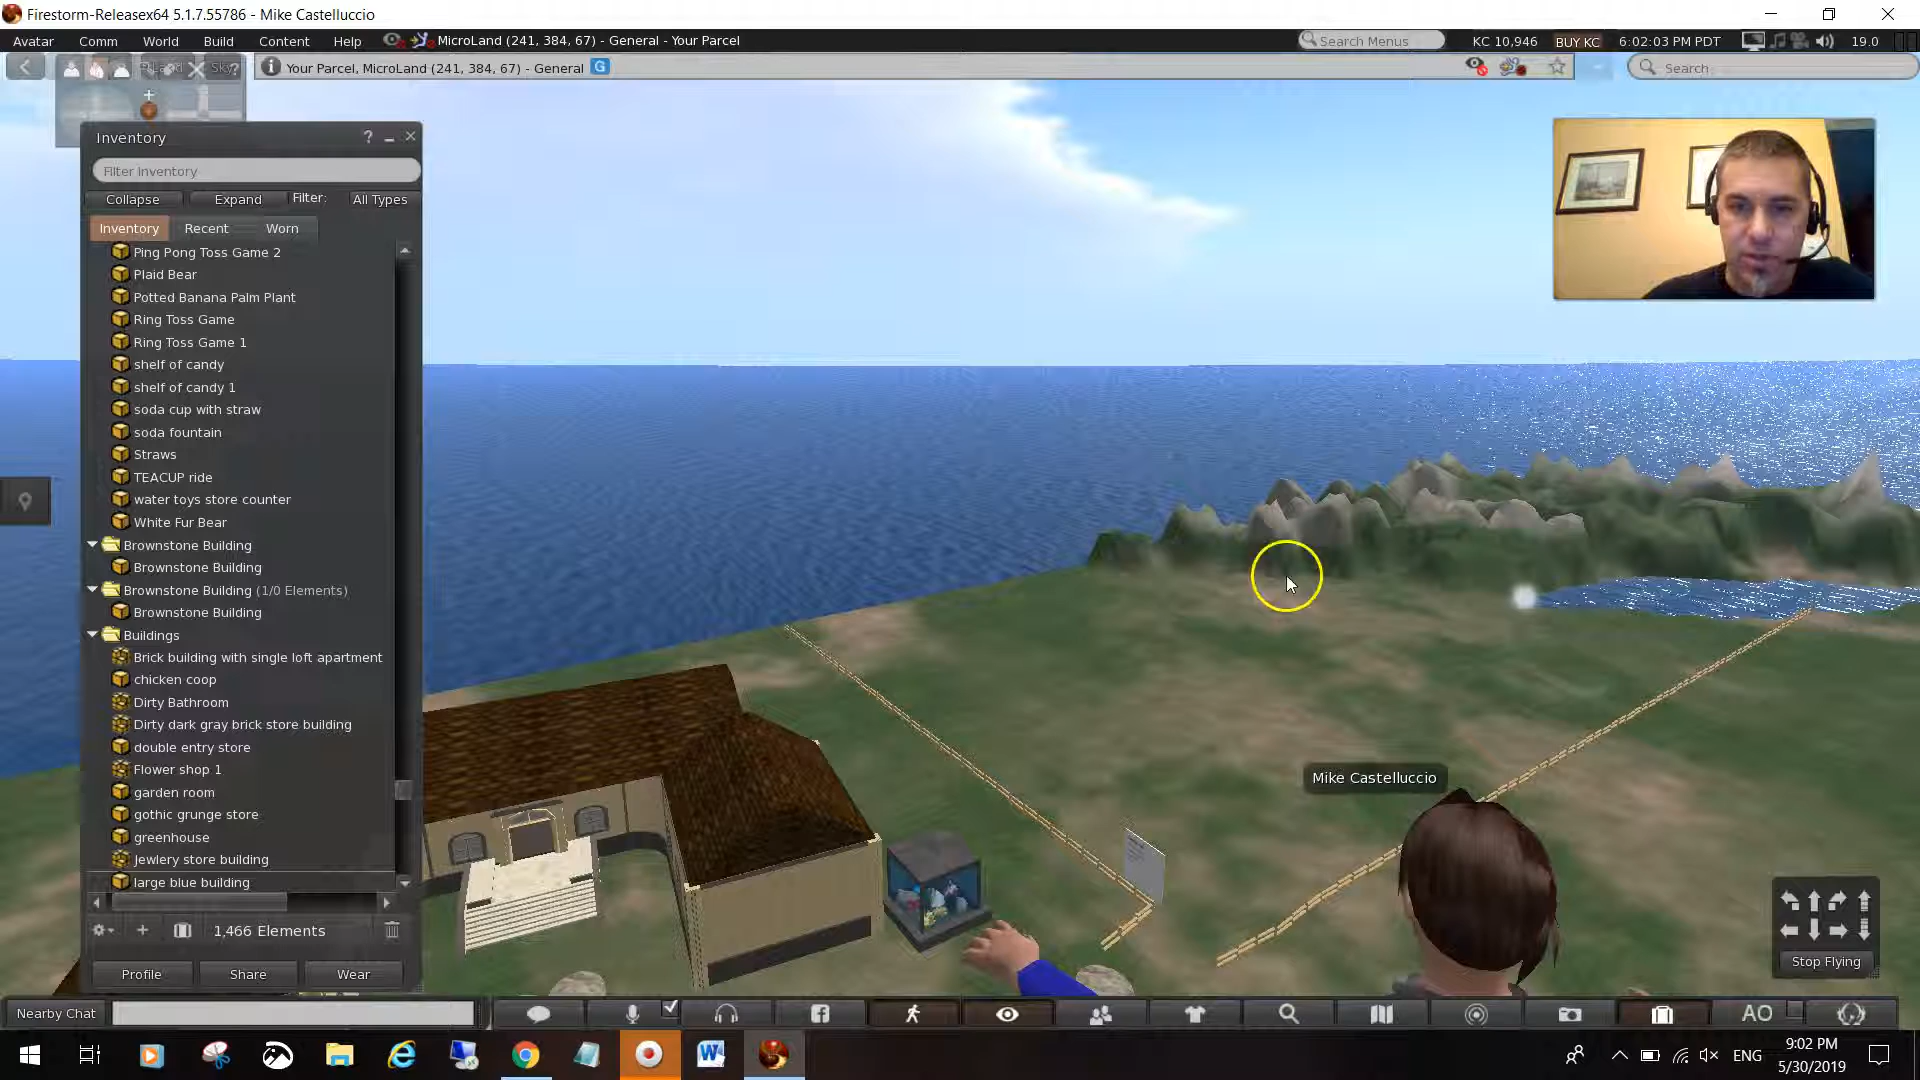 Firestorm-Releasex64 5.1.7.55786 - Mike Castelluccio
Avatar Comm World Build Content Help MicroLand (241, 384, 67) - General - Your Parcel Search Menus KC 10,946 BUY KC 6:02:03 PM PDT 19.0
Your Parcel, MicroLand (241, 384, 67) - General G Search
Inventory ?
Filter Inventory
Collapse Expand Filter: All Types
Inventory Recent Worn
Ping Pong Toss Game 2
Plaid Bear
Potted Banana Palm Plant
Ring Toss Game
Ring Toss Game 1
shelf of candy
shelf of candy 1
soda cup with straw
soda fountain
Straws
TEACUP ride
water toys store counter
White Fur Bear
Brownstone Building
Brownstone Building
Brownstone Building (1/0 Elements)
Brownstone Building
Buildings
Brick building with single loft apartment
chicken coop
Dirty Bathroom
Dirty dark gray brick store building
double entry store
Flower shop 1
garden room
gothic grunge store
greenhouse
Jewlery store building
large blue building
1,466 Elements
Profile Share Wear
Mike Castelluccio
Stop Flying
Nearby Chat
AO
ENG
9:02 PM
5/30/2019